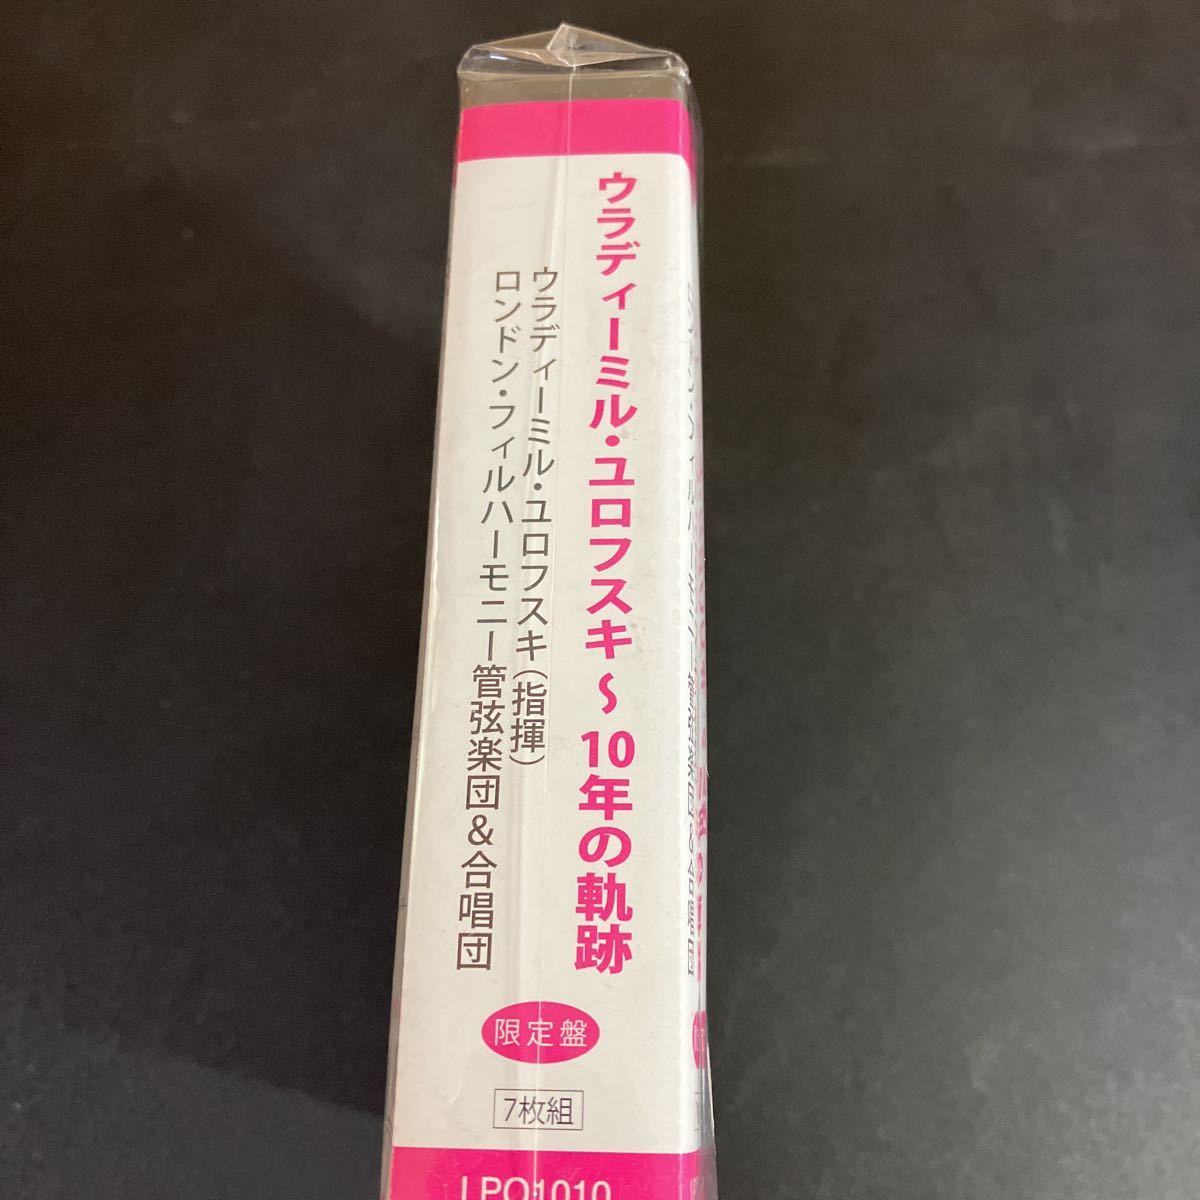 ウラディーミル・ユロフスキ～10年の軌跡
ウラディーミル・ユロフスキ(指揮)
ロンドン・フィルハーモニー管弦楽団&合唱団
限定盤
7枚組
LPO1010